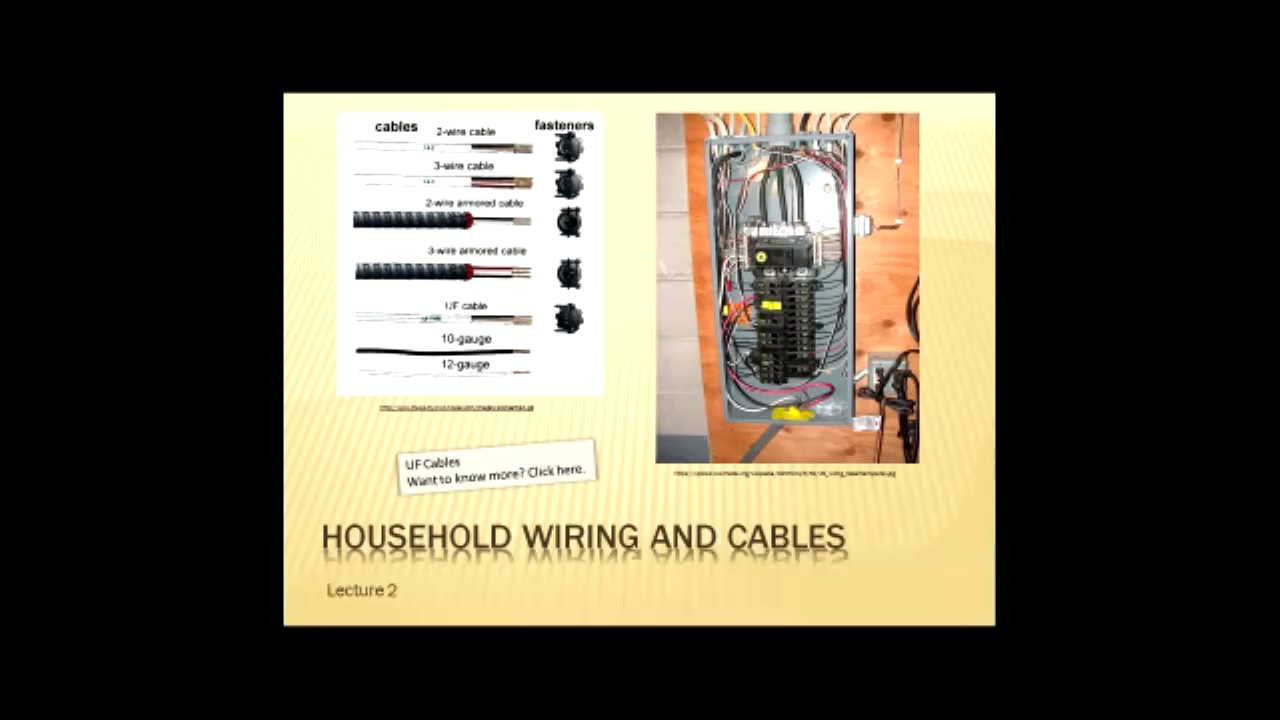 cables
fasteners
2-wire cable
3-wire cable
2-wire armored cable
3-wire armored cable
UF cable
10-gauge
12-gauge
UF Cables
Want to know more? Click here.
HOUSEHOLD WIRING AND CABLES
Lecture 2